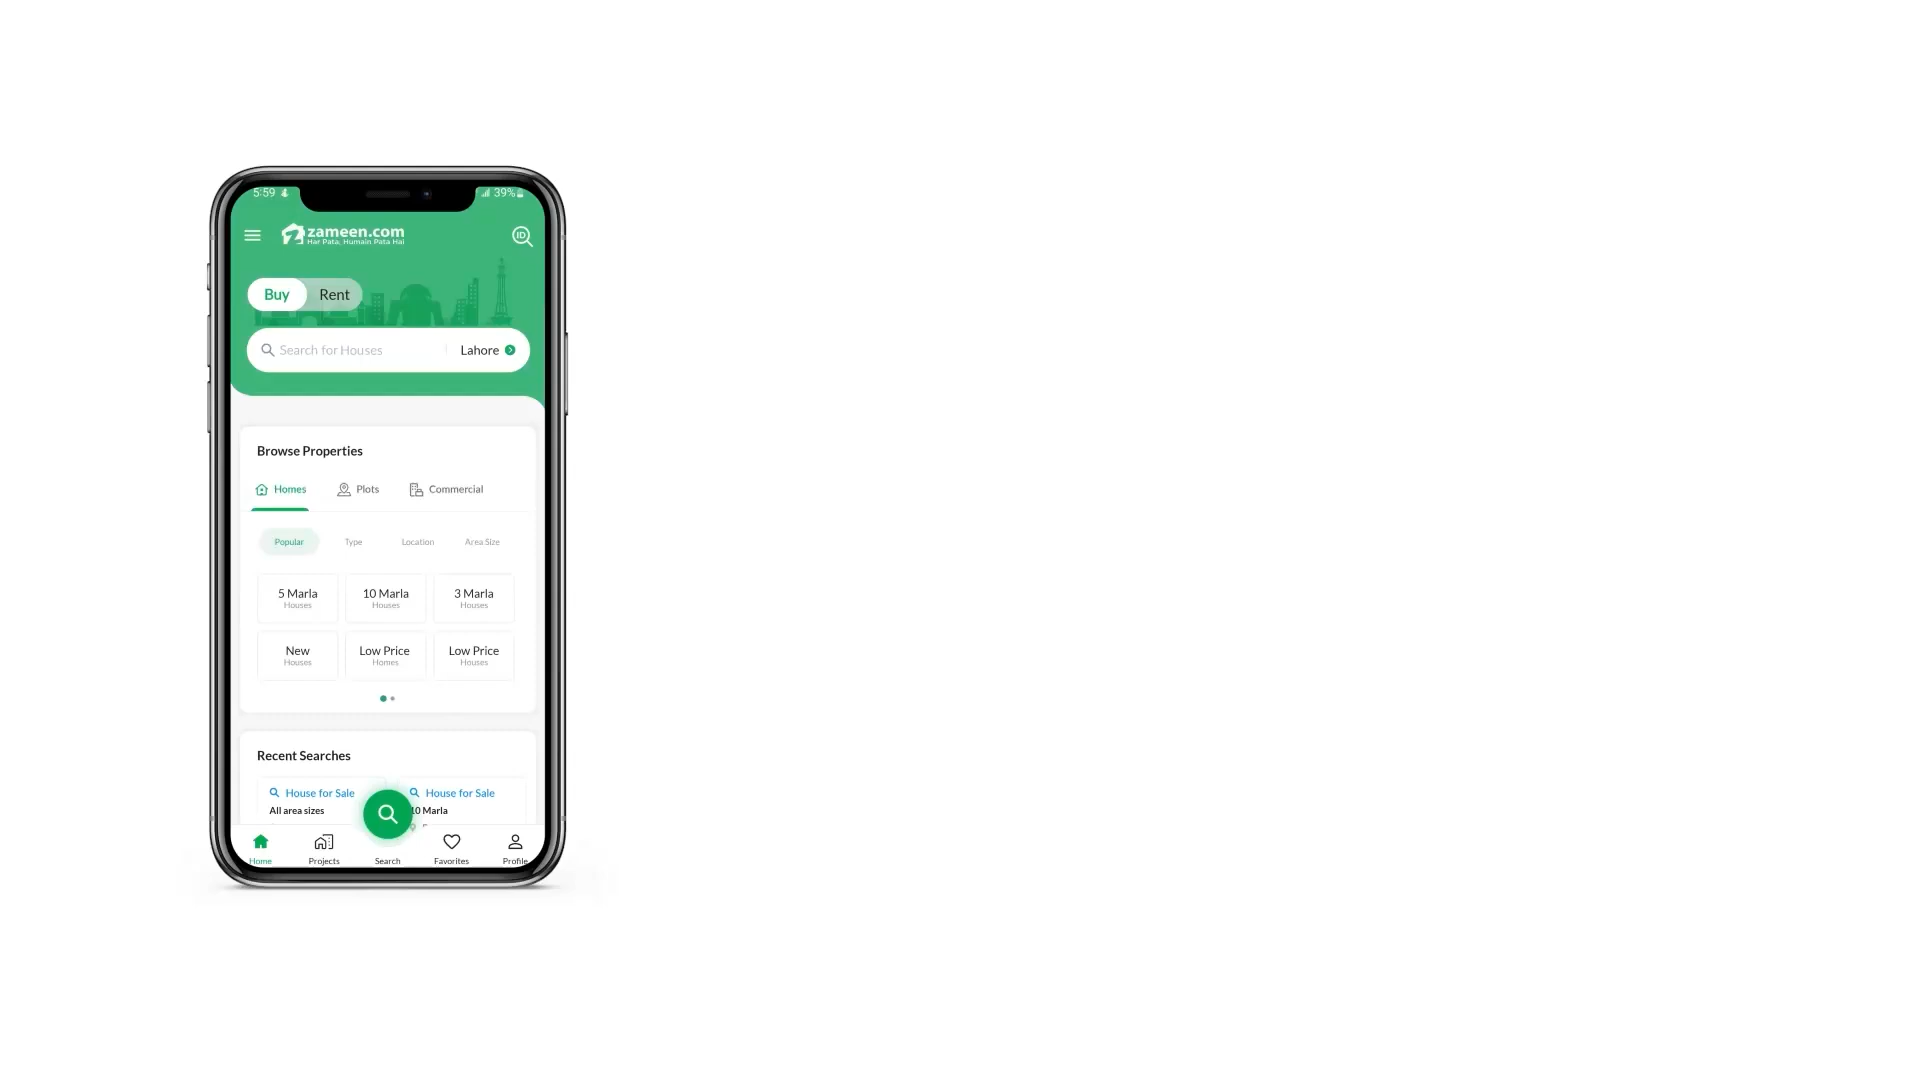 5:59
39%
zameen.com
Har Pata, Humain Pata Hai
ID
Buy Rent
Search for Houses Lahore
Browse Properties
Homes Plots Commercial
Popular Type Location Area Size
5 Marla 10 Marla 3 Marla
Houses Houses Houses
New Low Price Low Price
Houses Homes Houses
Recent Searches
House for Sale House for Sale
All area sizes 10 Marla
Home Projects Search Favorites Profile